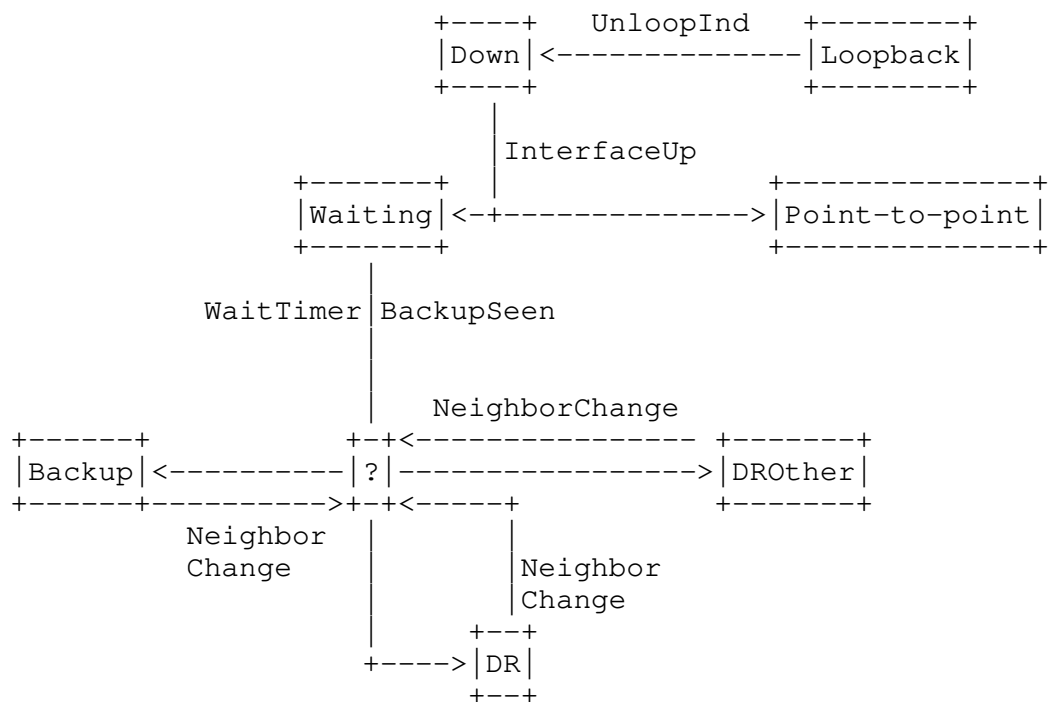 +----+   UnloopInd   +--------+
|Down|<--------------|Loopback|
+----+               +--------+
|
|InterfaceUp
+-------+  |               +--------------+
|Waiting|<-+-------------->|Point-to-point|
+-------+                  +--------------+
|
WaitTimer|BackupSeen
|
|
|   NeighborChange
+------+           +-+<---------------- +-------+
|Backup|<----------|?|----------------->|DROther|
+------+---------->+-+<-----+           +-------+
Neighbor  |       |
Change    |       |Neighbor
|       |Change
|     +--+
+---->|DR|
+--+